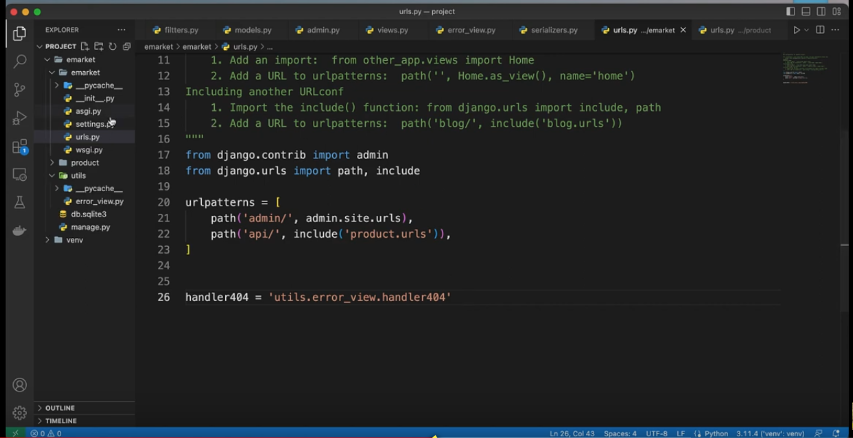 urls.py — project
EXPLORER
PROJECT
emarket
emarket
__pycache__
__init__.py
asgi.py
settings.py
urls.py
wsgi.py
product
utils
__pycache__
error_view.py
db.sqlite3
manage.py
venv
OUTLINE
TIMELINE
1
fliters.py
models.py
admin.py
views.py
error_view.py
serializers.py
urls.py .../emarket
urls.py .../product
emarket > emarket > urls.py > ...
11 1. Add an import: from other_app.views import Home
12 2. Add a URL to urlpatterns: path('', Home.as_view(), name='home')
13 Including another URLconf
14 1. Import the include() function: from django.urls import include, path
15 2. Add a URL to urlpatterns: path('blog/', include('blog.urls'))
16 """
17 from django.contrib import admin
18 from django.urls import path, include
19
20 urlpatterns = [
21 path('admin/', admin.site.urls),
22 path('api/', include('product.urls')),
23 ]
24
25
26 handler404 = 'utils.error_view.handler404'
0 0
Ln 26, Col 43 Spaces: 4 UTF-8 LF Python 3.11.4 ('venv': venv)